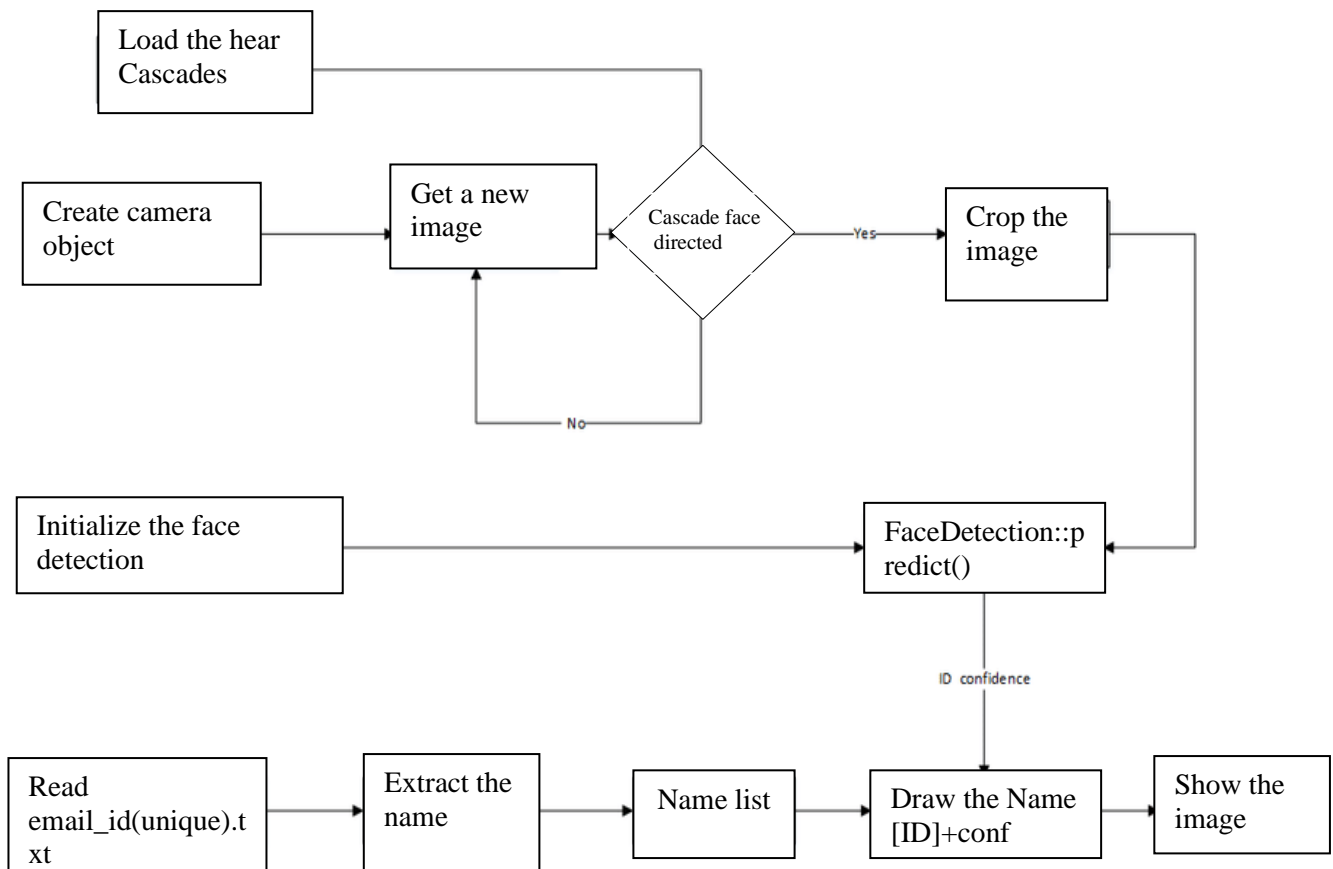 Load the hear
Cascades
Create camera
object
Get a new
image
Cascade face
directed
Yes
Crop the
image
No
Initialize the face
detection
FaceDetection::p
redict()
ID confidence
Read
email_id(unique).t
xt
Extract the
name
Name list
Draw the Name
[ID]+conf
Show the
image